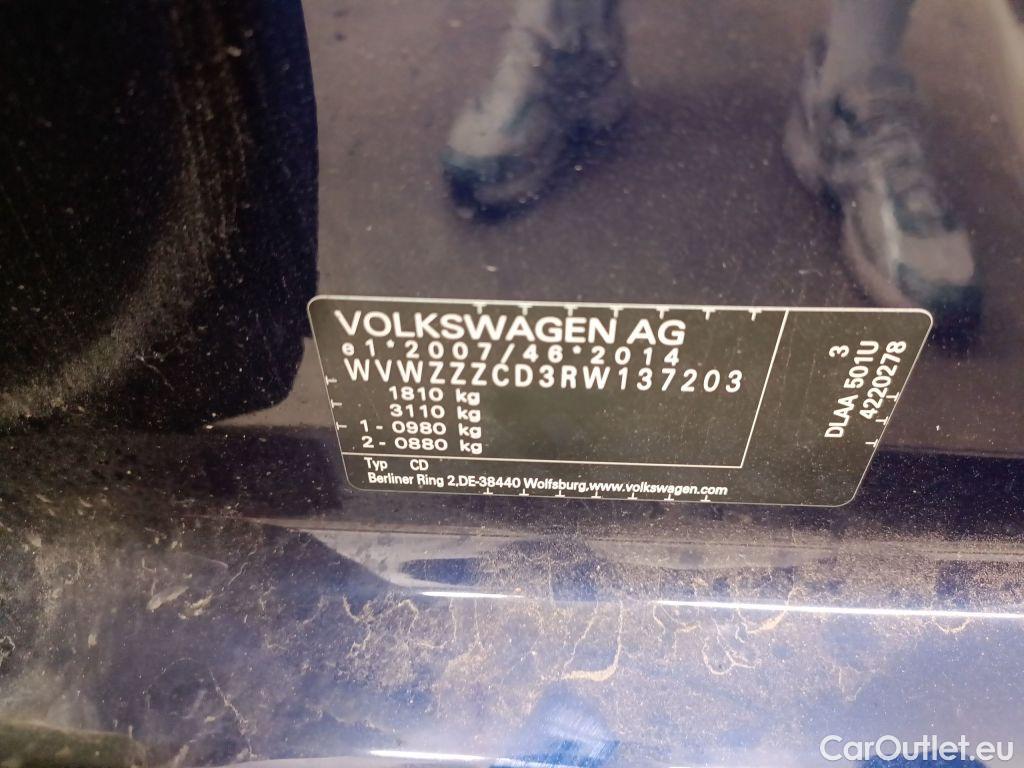 VOLKSWAGEN AG
e1*2007/46*2014
WVWZZZCD3RW137203
1810 kg
3110 kg
1 - 0980 kg
2 - 0880 kg
Typ CD
Berliner Ring 2,DE-38440 Wolfsburg,www.volkswagen.com
3
DLAA 501U
4220278
CarOutlet.eu